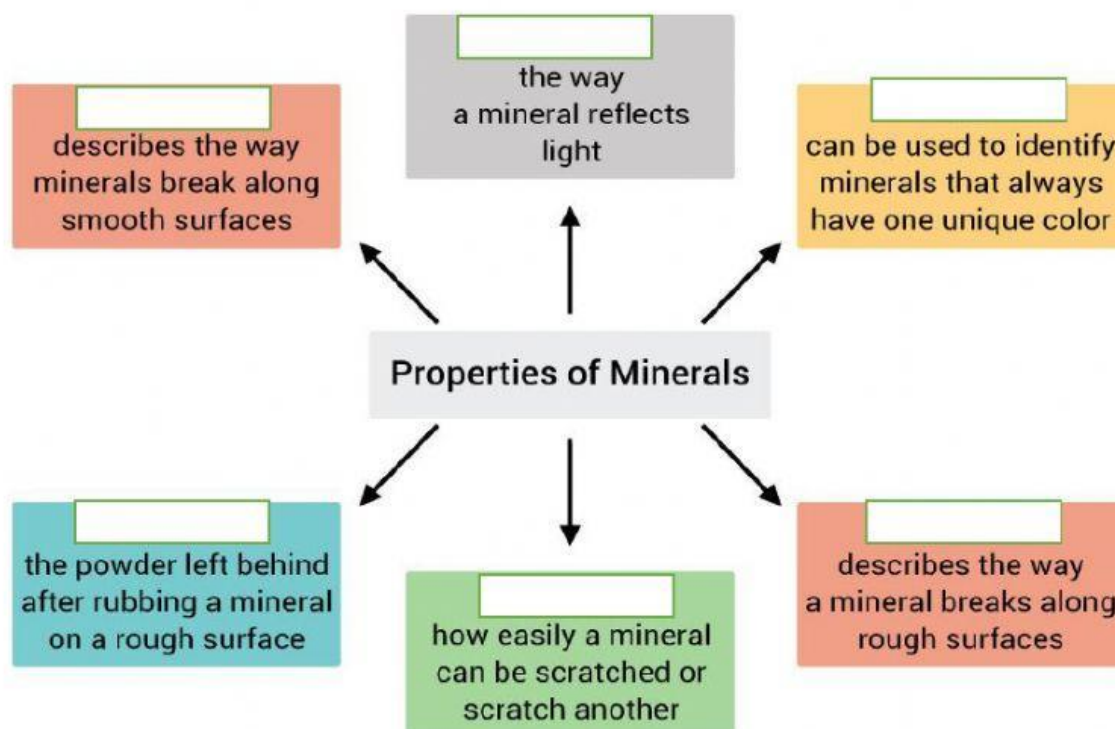 the way
a mineral reflects
light
describes the way
minerals break along
smooth surfaces
can be used to identify
minerals that always
have one unique color
Properties of Minerals
the powder left behind
after rubbing a mineral
on a rough surface
how easily a mineral
can be scratched or
scratch another
describes the way
a mineral breaks along
rough surfaces